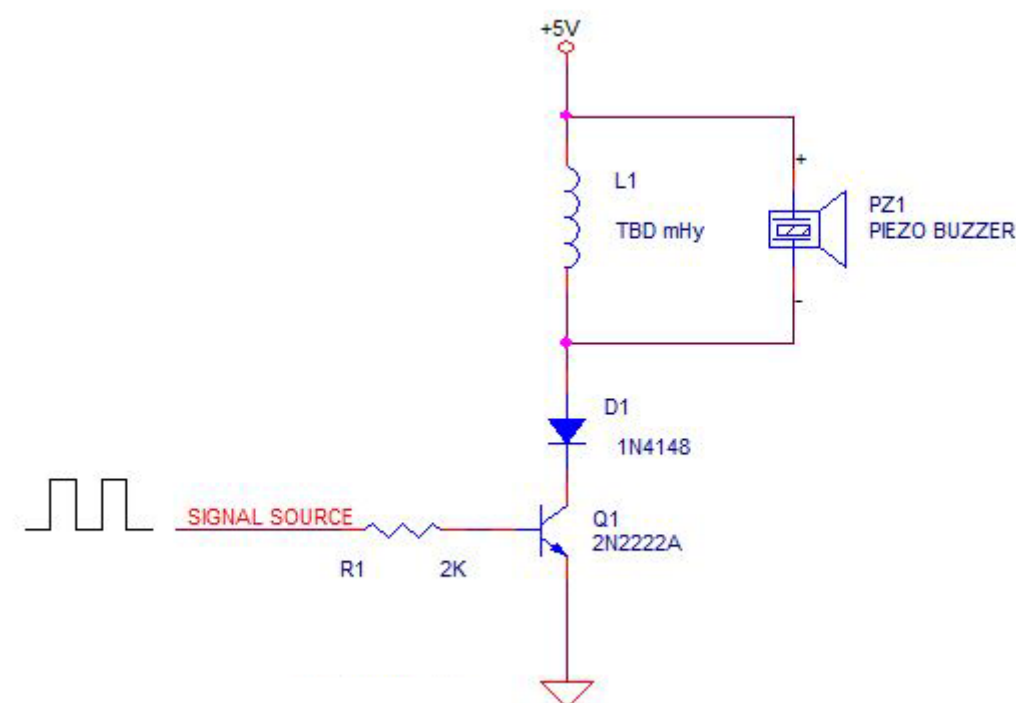 +5V
+
L1
TBD mHy
PZ1
PIEZO BUZZER
-
D1
1N4148
SIGNAL SOURCE
R1 2K
Q1
2N2222A